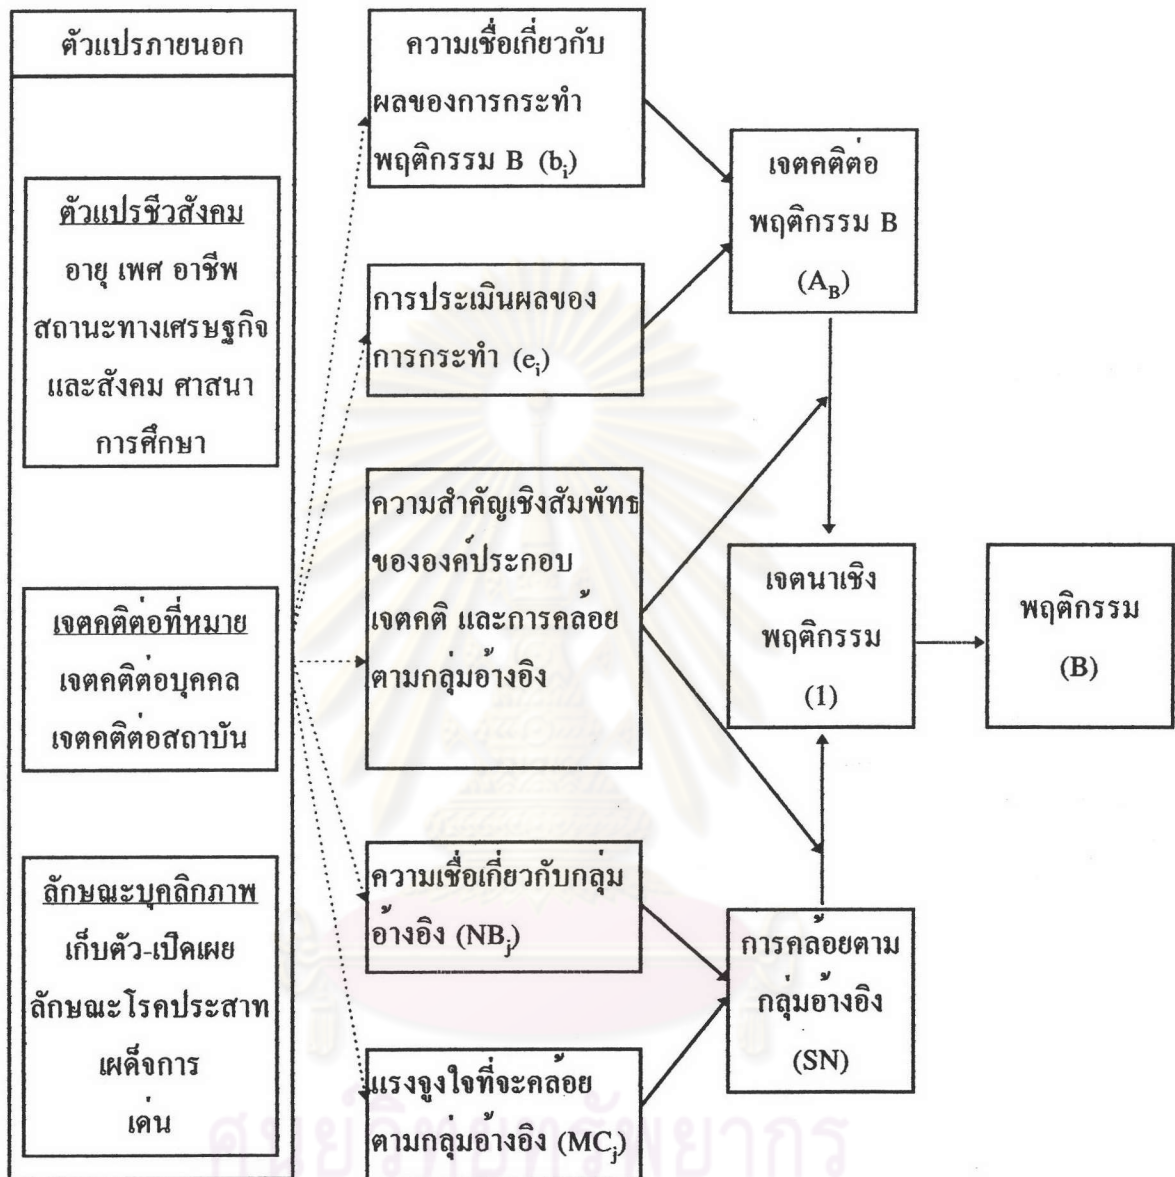 ตัวแปรภายนอก
ตัวแปรชีวสังคม
อายุ เพศ อาชีพ
สถานะทางเศรษฐกิจ
และสังคม ศาสนา
การศึกษา
เจตคติต่อที่หมาย
เจตคติต่อบุคคล
เจตคติต่อสถาบัน
ลักษณะบุคลิกภาพ
เก็บตัว-เปิดเผย
ลักษณะโรคประสาท
เผด็จการ
เด่น
ความเชื่อเกี่ยวกับ
ผลของการกระทำ
พฤติกรรม B (bᵢ)
การประเมินผลของ
การกระทำ (eᵢ)
ความสำคัญเชิงสัมพัทธ
ขององค์ประกอบ
เจตคติ และการคล้อย
ตามกลุ่มอ้างอิง
ความเชื่อเกี่ยวกับกลุ่ม
อ้างอิง (NBⱼ)
แรงจูงใจที่จะคล้อย
ตามกลุ่มอ้างอิง (MCⱼ)
เจตคติต่อ
พฤติกรรม B
(A_B)
เจตนาเชิง
พฤติกรรม
(1)
การคล้อยตาม
กลุ่มอ้างอิง
(SN)
พฤติกรรม
(B)
ศูนย์วิทยทรัพยากร